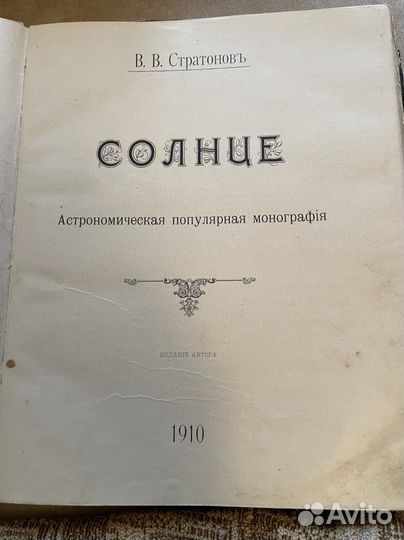 В. В. Стратоновъ
СОЛНЦЕ
Астрономическая популярная монографія
ИЗДАНІЕ АВТОРА
1910
Avito